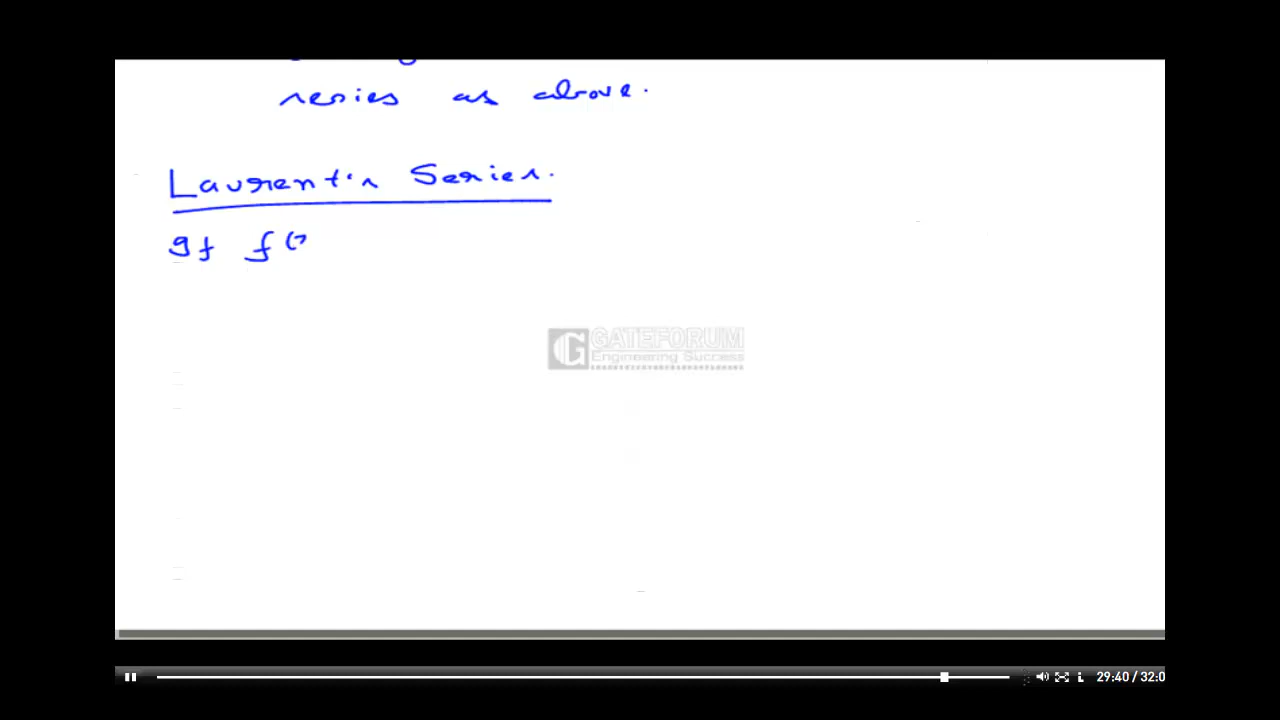 series as above.
Laurent's Series.
If f(z
GATEFORUM
Engineering Success
29:40 / 32:0